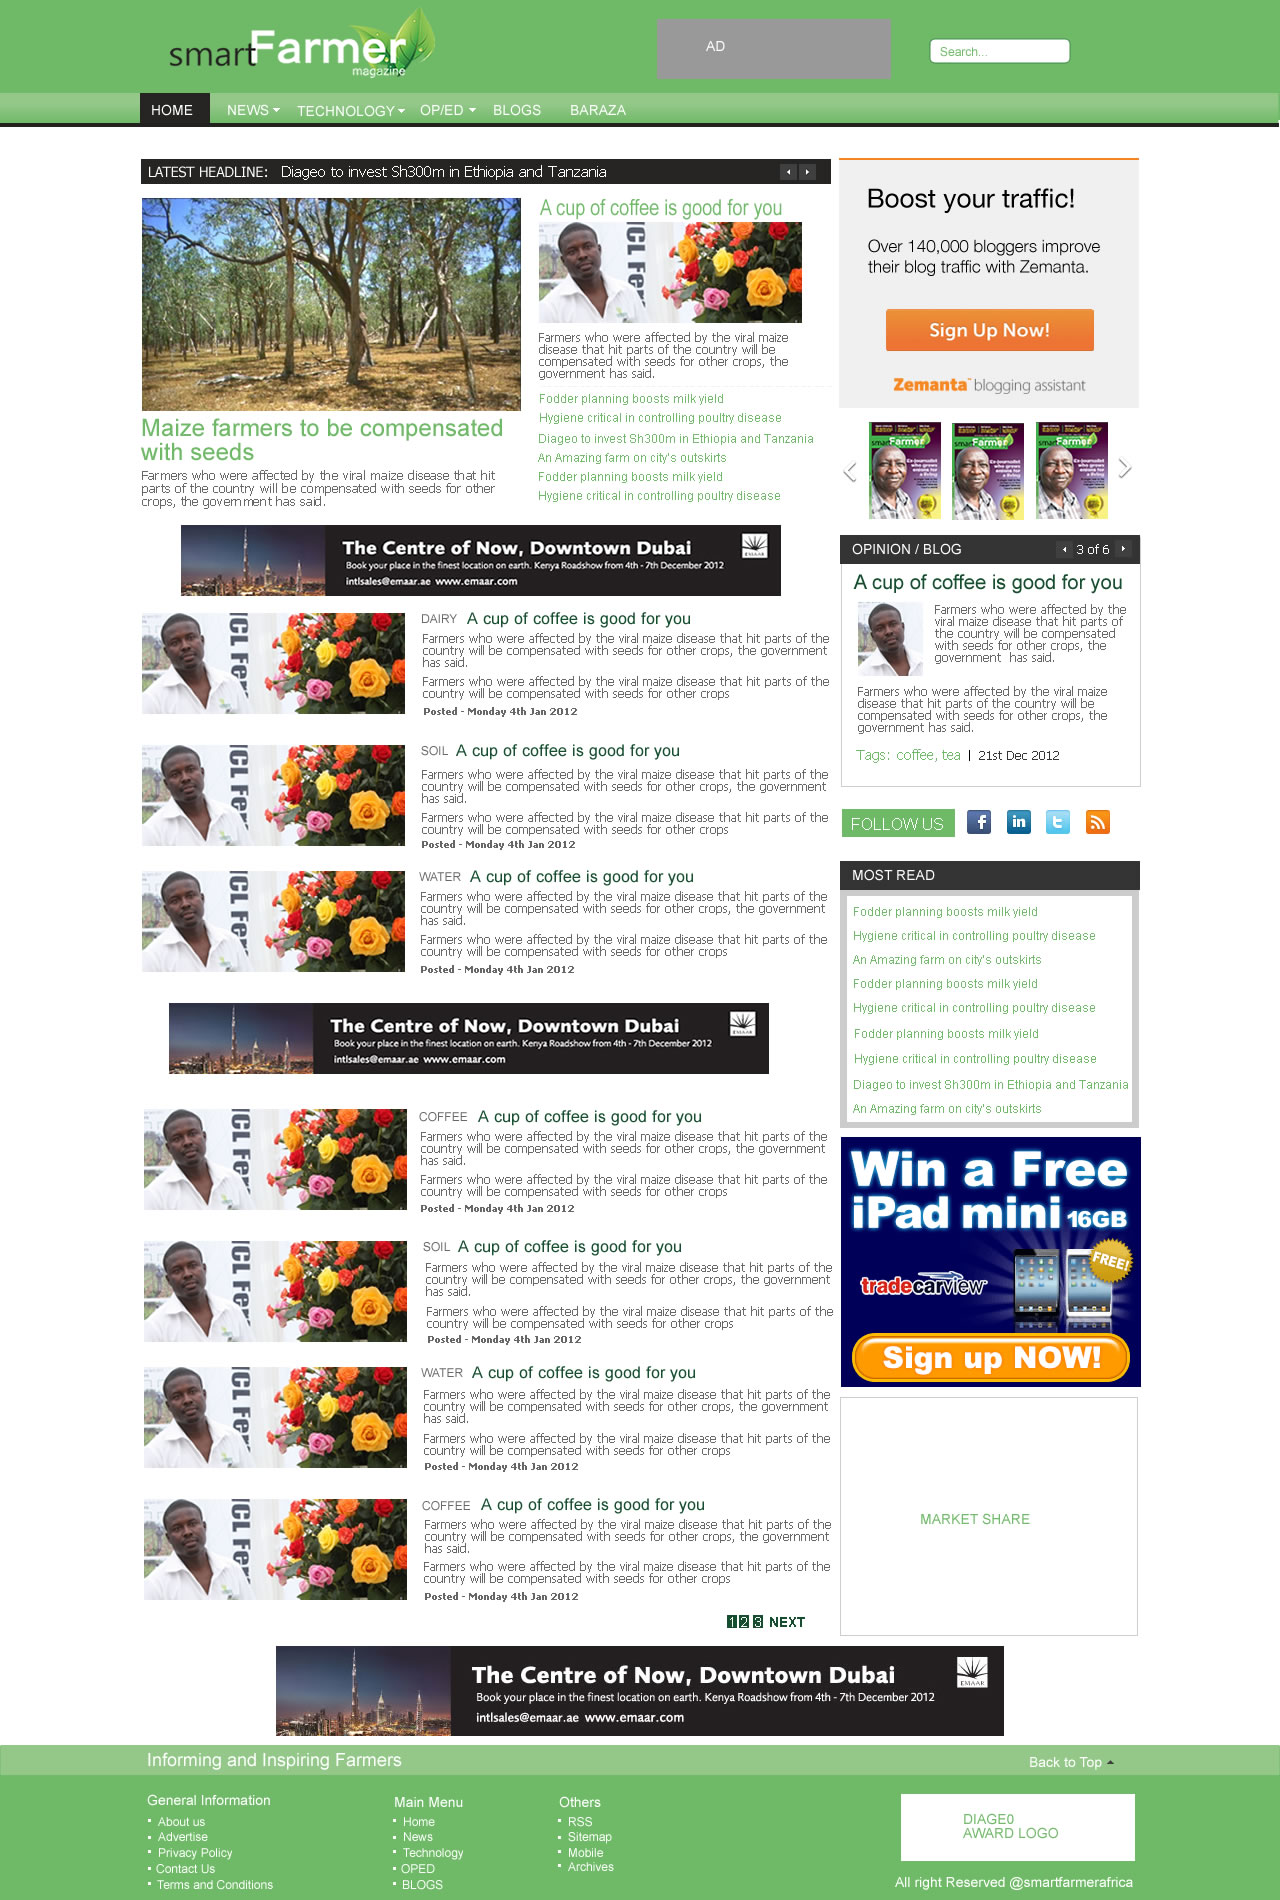 smartFarmer
magazine
AD
Search...
HOME
NEWS
TECHNOLOGY
OP/ED
BLOGS
BARAZA
LATEST HEADLINE: Diageo to invest Sh300m in Ethiopia and Tanzania
Maize farmers to be compensated
with seeds
Farmers who were affected by the viral maize disease that hit
parts of the country will be compensated with seeds for other
crops, the government has said.
A cup of coffee is good for you
Farmers who were affected by the viral maize
disease that hit parts of the country will be
compensated with seeds for other crops, the
government has said.
Fodder planning boosts milk yield
Hygiene critical in controlling poultry disease
Diageo to invest Sh300m in Ethiopia and Tanzania
An Amazing farm on city's outskirts
Fodder planning boosts milk yield
Hygiene critical in controlling poultry disease
The Centre of Now, Downtown Dubai
Book your place in the finest location on earth. Kenya Roadshow from 4th - 7th December 2012
intlsales@emaar.ae www.emaar.com
EMAAR
DAIRY A cup of coffee is good for you
Farmers who were affected by the viral maize disease that hit parts of the
country will be compensated with seeds for other crops, the government
has said.
Farmers who were affected by the viral maize disease that hit parts of the
country will be compensated with seeds for other crops
Posted - Monday 4th Jan 2012
SOIL A cup of coffee is good for you
Farmers who were affected by the viral maize disease that hit parts of the
country will be compensated with seeds for other crops, the government
has said.
Farmers who were affected by the viral maize disease that hit parts of the
country will be compensated with seeds for other crops
Posted - Monday 4th Jan 2012
WATER A cup of coffee is good for you
Farmers who were affected by the viral maize disease that hit parts of the
country will be compensated with seeds for other crops, the government
has said.
Farmers who were affected by the viral maize disease that hit parts of the
country will be compensated with seeds for other crops
Posted - Monday 4th Jan 2012
The Centre of Now, Downtown Dubai
Book your place in the finest location on earth. Kenya Roadshow from 4th - 7th December 2012
intlsales@emaar.ae www.emaar.com
EMAAR
COFFEE A cup of coffee is good for you
Farmers who were affected by the viral maize disease that hit parts of the
country will be compensated with seeds for other crops, the government
has said.
Farmers who were affected by the viral maize disease that hit parts of the
country will be compensated with seeds for other crops
Posted - Monday 4th Jan 2012
SOIL A cup of coffee is good for you
Farmers who were affected by the viral maize disease that hit parts of the
country will be compensated with seeds for other crops, the government
has said.
Farmers who were affected by the viral maize disease that hit parts of the
country will be compensated with seeds for other crops
Posted - Monday 4th Jan 2012
WATER A cup of coffee is good for you
Farmers who were affected by the viral maize disease that hit parts of the
country will be compensated with seeds for other crops, the government
has said.
Farmers who were affected by the viral maize disease that hit parts of the
country will be compensated with seeds for other crops
Posted - Monday 4th Jan 2012
COFFEE A cup of coffee is good for you
Farmers who were affected by the viral maize disease that hit parts of the
country will be compensated with seeds for other crops, the government
has said.
Farmers who were affected by the viral maize disease that hit parts of the
country will be compensated with seeds for other crops
Posted - Monday 4th Jan 2012
1 2 3 NEXT
Boost your traffic!
Over 140,000 bloggers improve
their blog traffic with Zemanta.
Sign Up Now!
Zemanta blogging assistant
OPINION / BLOG
3 of 6
A cup of coffee is good for you
Farmers who were affected by the
viral maize disease that hit parts of
the country will be compensated
with seeds for other crops, the
government has said.
Farmers who were affected by the viral maize
disease that hit parts of the country will be
compensated with seeds for other crops, the
government has said.
Tags: coffee, tea | 21st Dec 2012
FOLLOW US
MOST READ
Fodder planning boosts milk yield
Hygiene critical in controlling poultry disease
An Amazing farm on city's outskirts
Fodder planning boosts milk yield
Hygiene critical in controlling poultry disease
Fodder planning boosts milk yield
Hygiene critical in controlling poultry disease
Diageo to invest Sh300m in Ethiopia and Tanzania
An Amazing farm on city's outskirts
Win a Free
iPad mini 16GB
FREE!
tradecarview
Sign up NOW!
MARKET SHARE
The Centre of Now, Downtown Dubai
Book your place in the finest location on earth. Kenya Roadshow from 4th - 7th December 2012
intlsales@emaar.ae www.emaar.com
EMAAR
Informing and Inspiring Farmers
Back to Top
General Information
About us
Advertise
Privacy Policy
Contact Us
Terms and Conditions
Main Menu
Home
News
Technology
OPED
BLOGS
Others
RSS
Sitemap
Mobile
Archives
DIAGE0
AWARD LOGO
All right Reserved @smartfarmerafrica